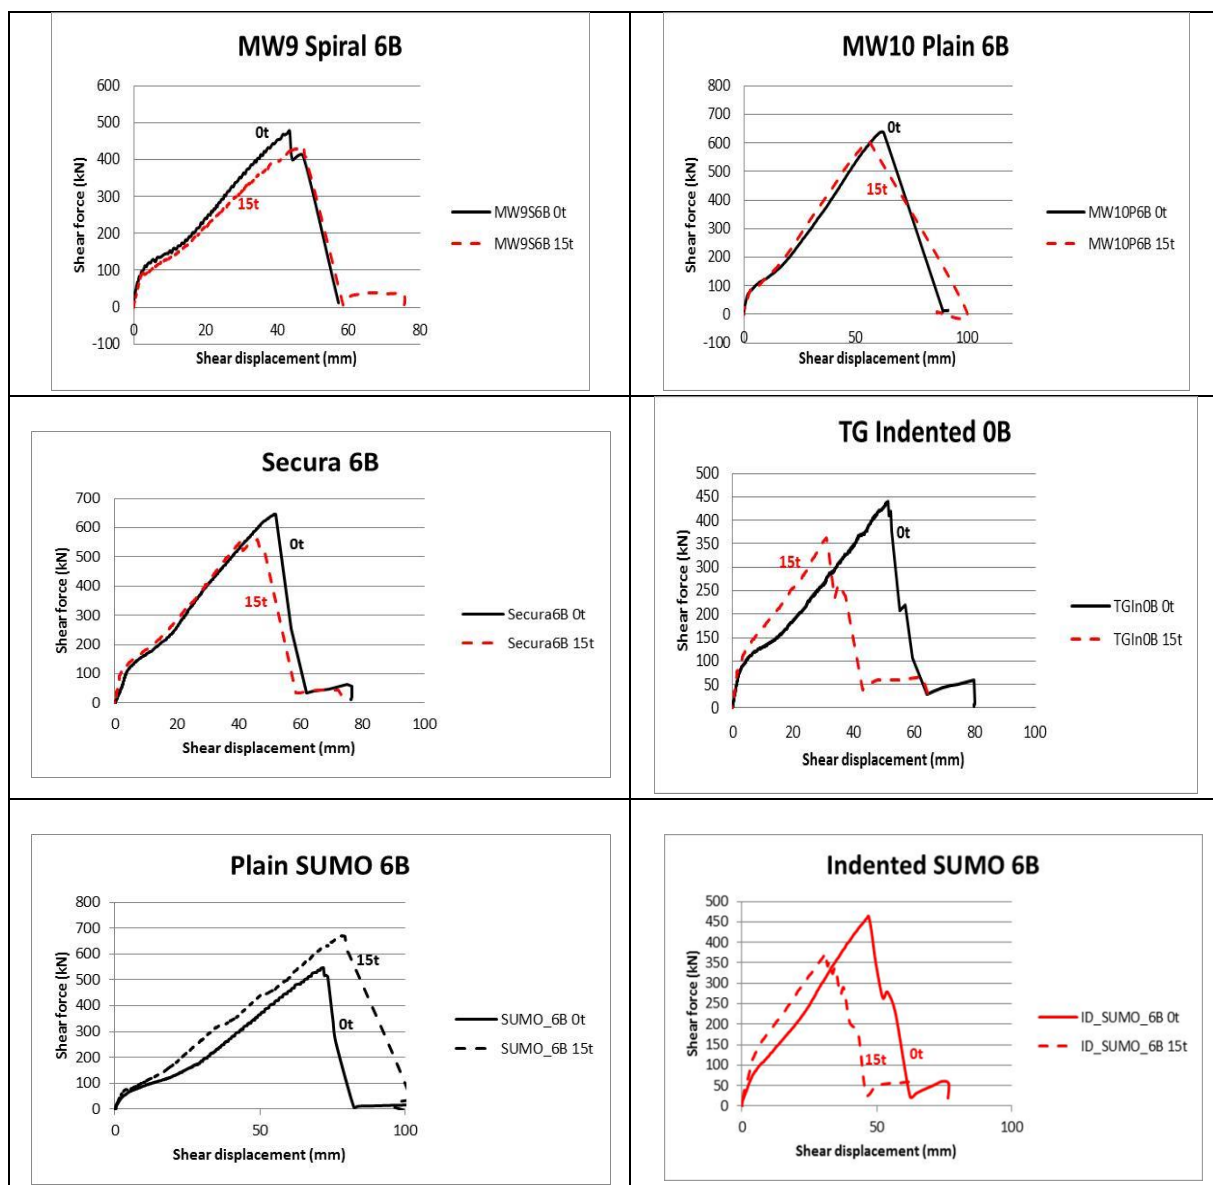 MW9 Spiral 6B
600
500
400
300
200
100
0
-100
0 20 40 60 80
Shear force (kN)
Shear displacement (mm)
0t
15t
MW9S6B 0t
MW9S6B 15t
MW10 Plain 6B
800
700
600
500
400
300
200
100
0
-100
0 50 100
Shear force (kN)
Shear displacement (mm)
0t
15t
MW10P6B 0t
MW10P6B 15t
Secura 6B
700
600
500
400
300
200
100
0
0 20 40 60 80 100
Shear force (kN)
Shear displacement (mm)
0t
15t
Secura6B 0t
Secura6B 15t
TG Indented 0B
500
450
400
350
300
250
200
150
100
50
0
0 20 40 60 80 100
Shear force (kN)
Shear displacement (mm)
0t
15t
TGIn0B 0t
TGIn0B 15t
Plain SUMO 6B
800
700
600
500
400
300
200
100
0
0 50 100
Shear force (kN)
Shear displacement (mm)
15t
0t
SUMO_6B 0t
SUMO_6B 15t
Indented SUMO 6B
500
450
400
350
300
250
200
150
100
50
0
0 50 100
Shear force (kN)
Shear displacement (mm)
15t
0t
ID_SUMO_6B 0t
ID_SUMO_6B 15t